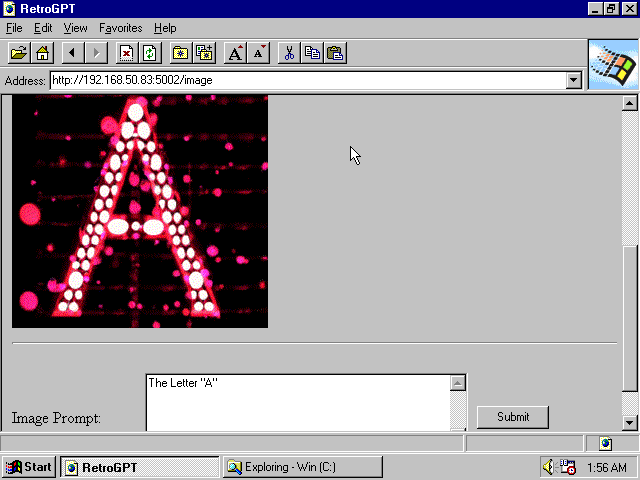 RetroGPT
File Edit View Favorites Help
Address: http://192.168.50.83:5002/image
A
The Letter "A"
Image Prompt:
Submit
Start RetroGPT Exploring - Win (C:) 1:56 AM